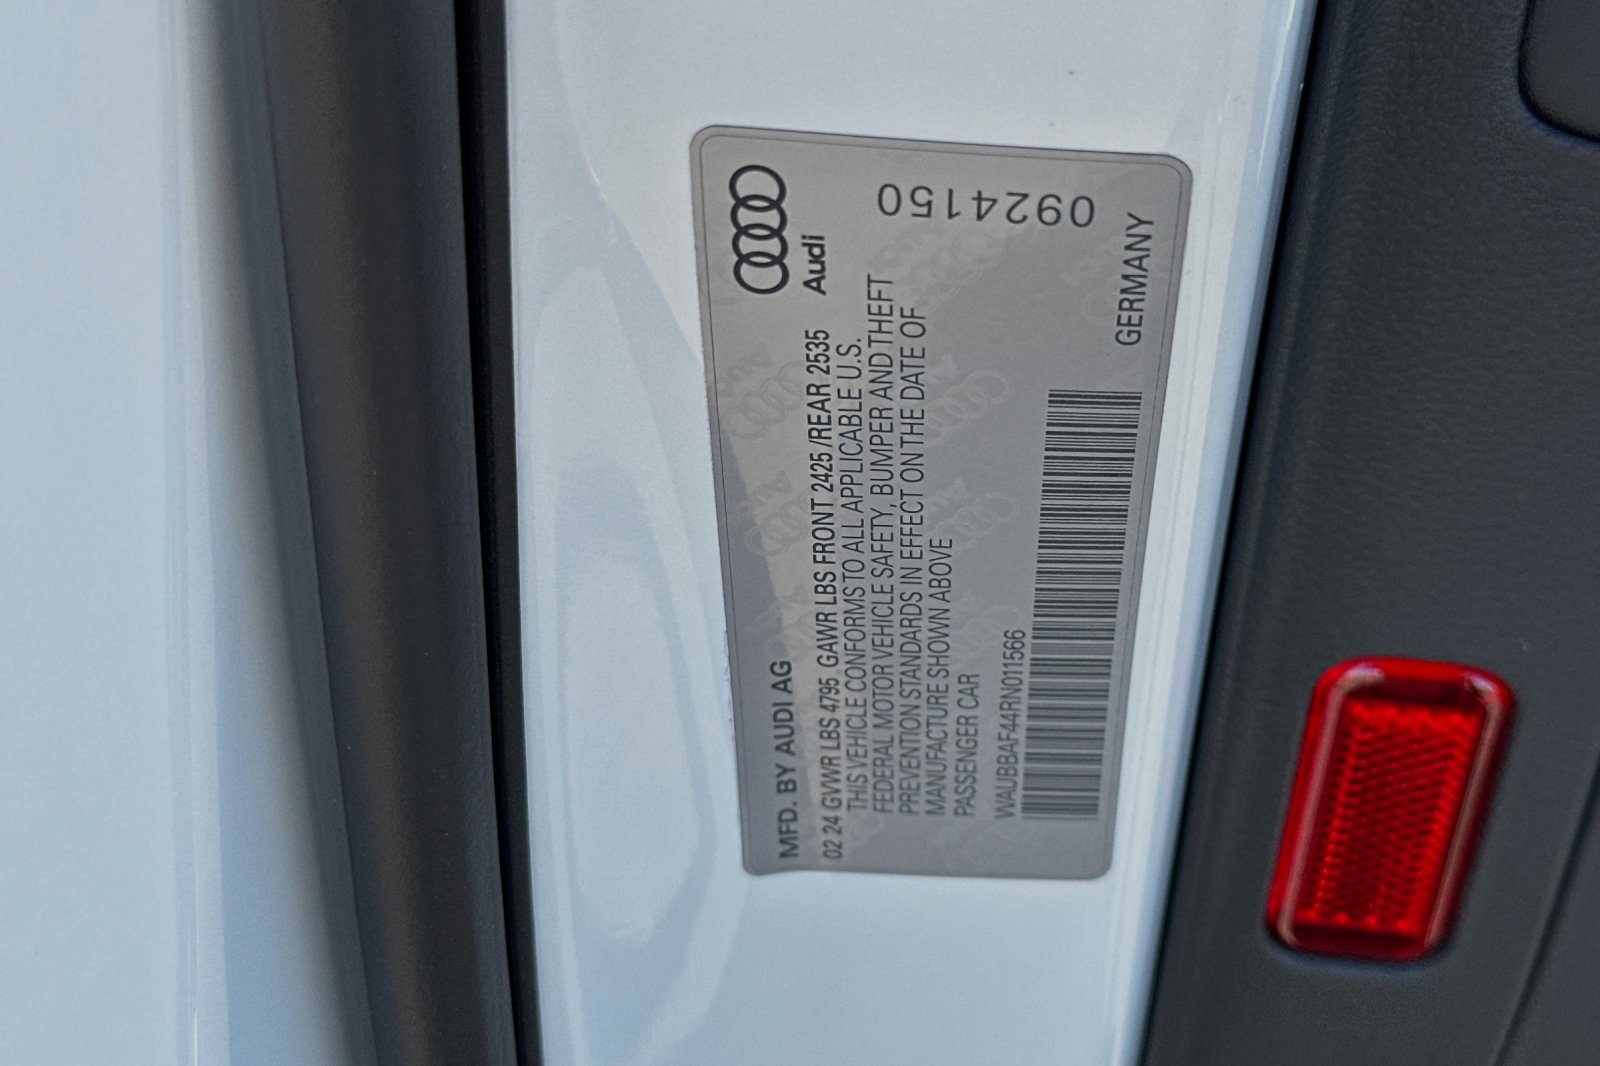 Audi
0924150
MFD. BY AUDI AG
02 24 GVWR LBS 4795 GAWR LBS FRONT 2425 /REAR 2535
THIS VEHICLE CONFORMS TO ALL APPLICABLE U.S.
FEDERAL MOTOR VEHICLE SAFETY, BUMPER AND THEFT
PREVENTION STANDARDS IN EFFECT ON THE DATE OF
MANUFACTURE SHOWN ABOVE
PASSENGER CAR
WAUBBAF44RN011566
GERMANY